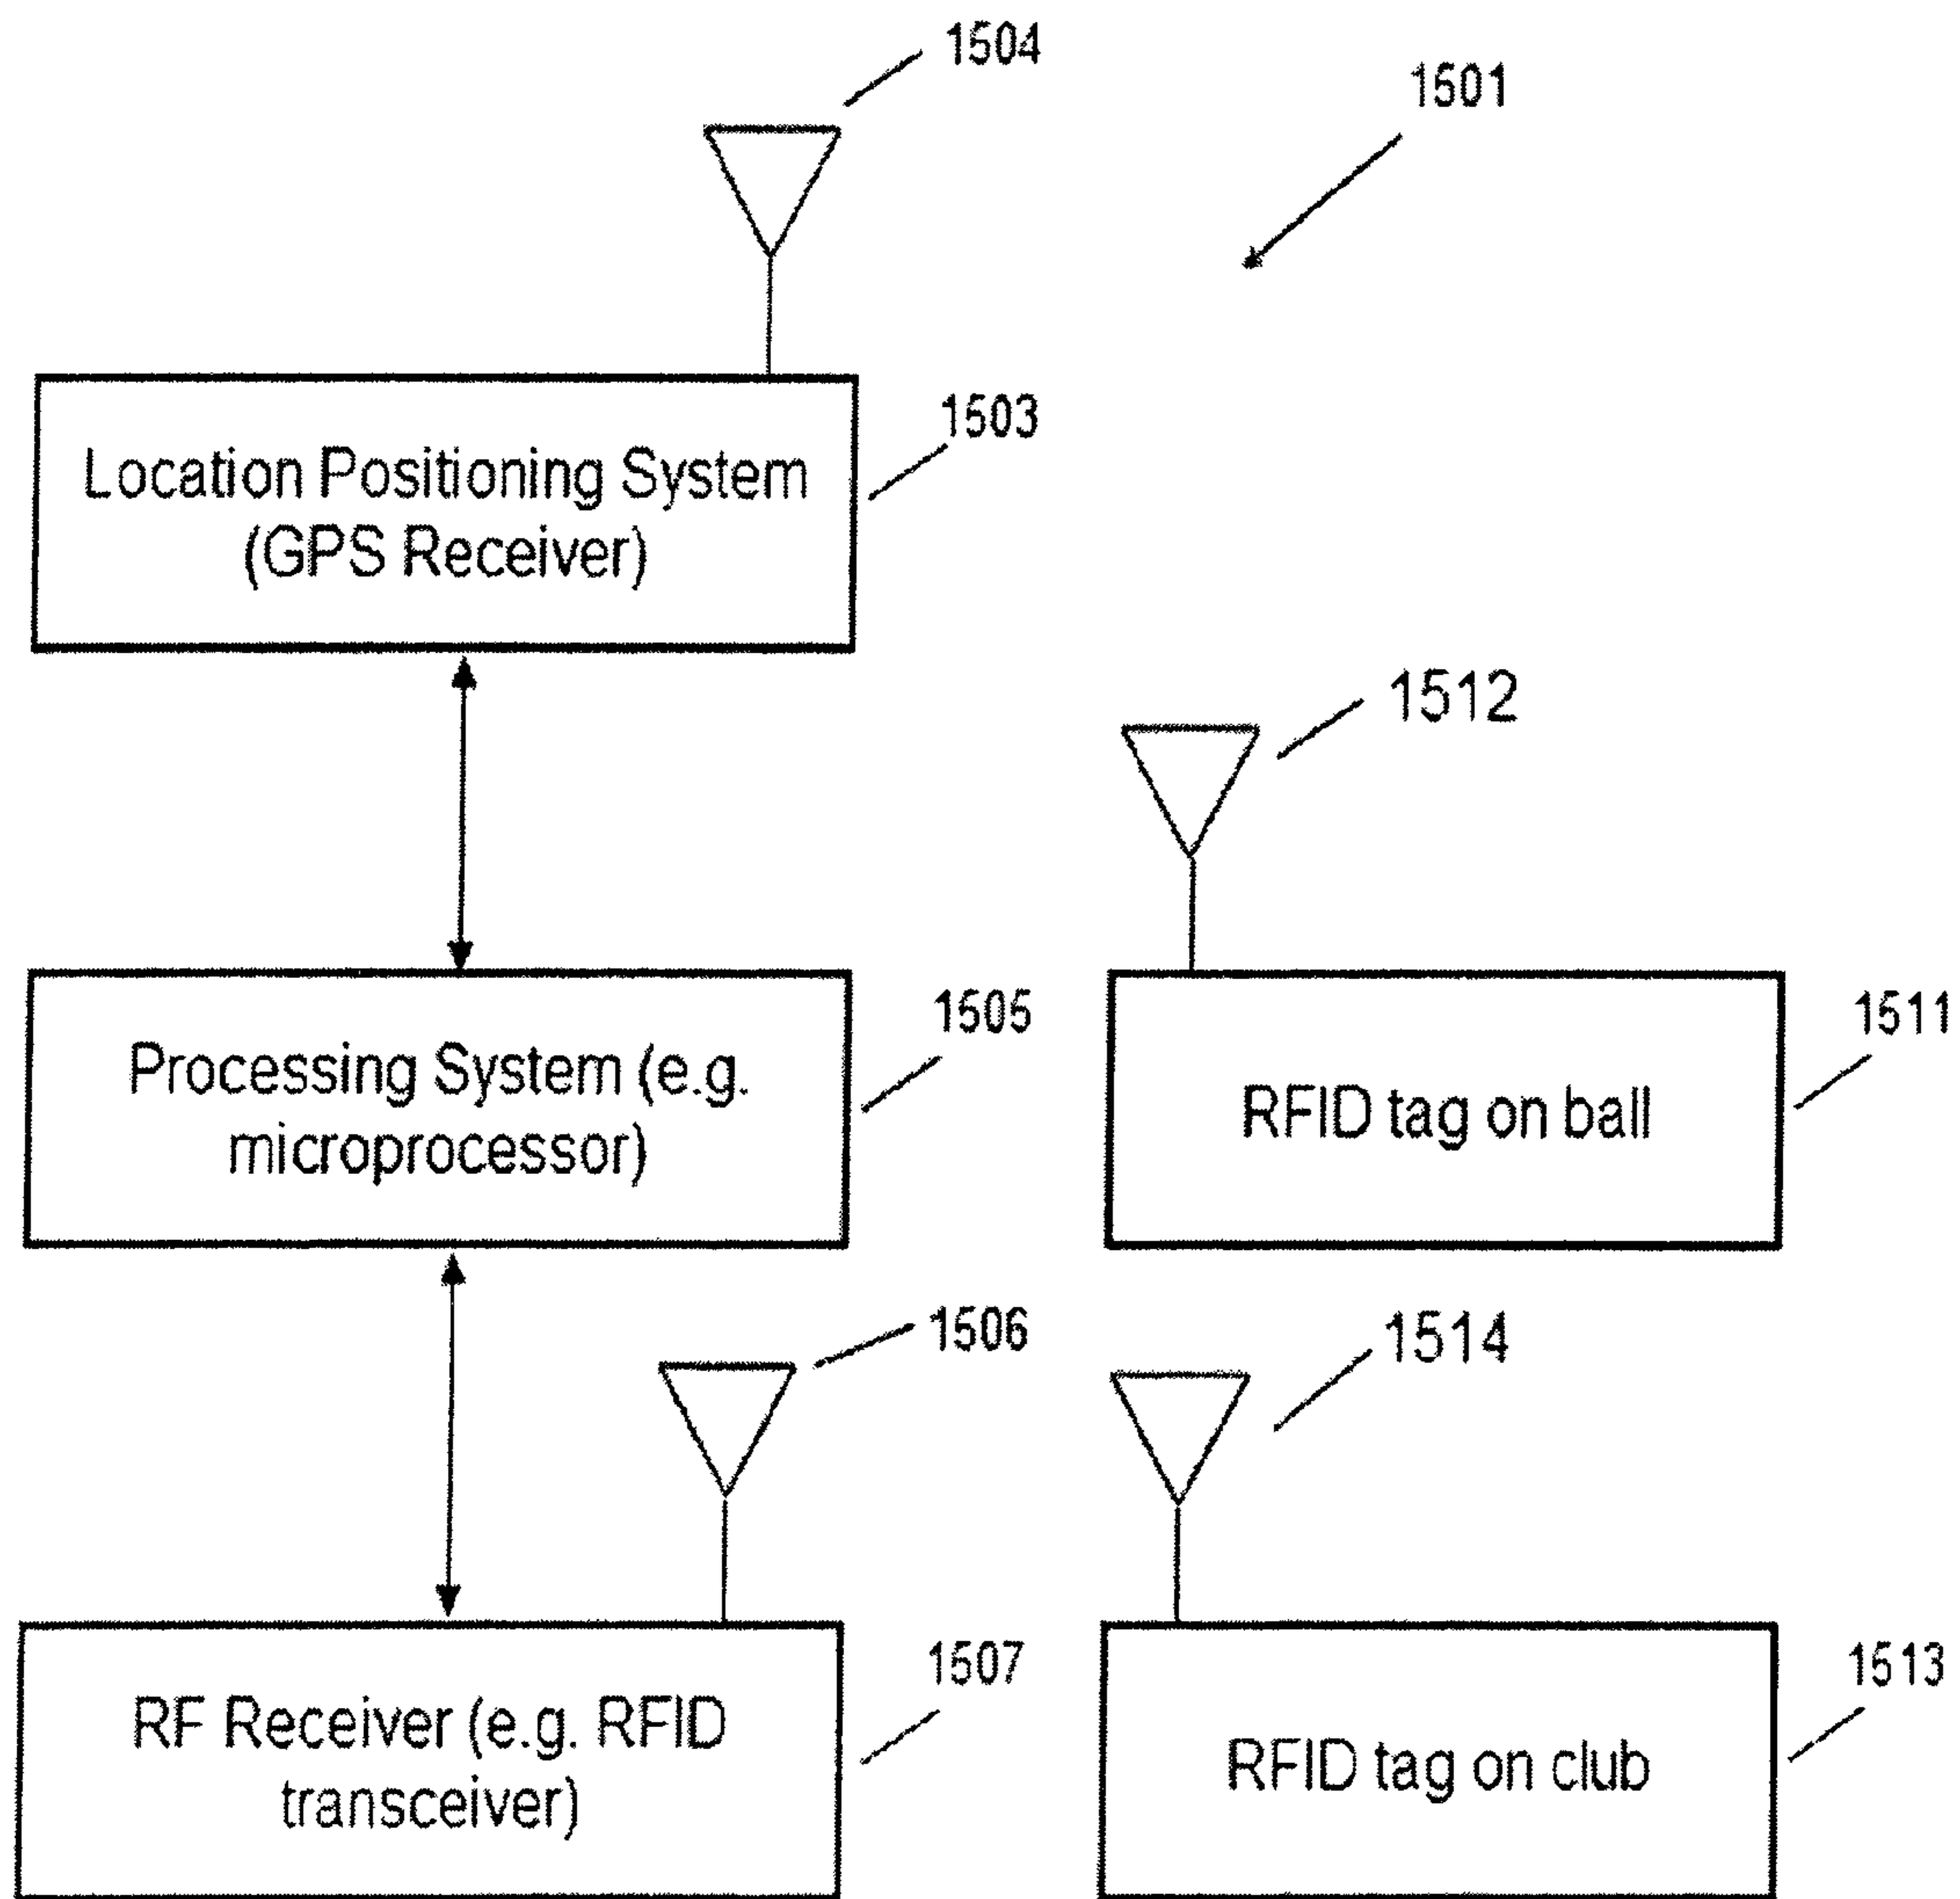 1504
1501
1503
Location Positioning System
(GPS Receiver)
1512
1505
Processing System (e.g.
microprocessor)
1511
RFID tag on ball
1506
1514
1507
RF Receiver (e.g. RFID
transceiver)
1513
RFID tag on club